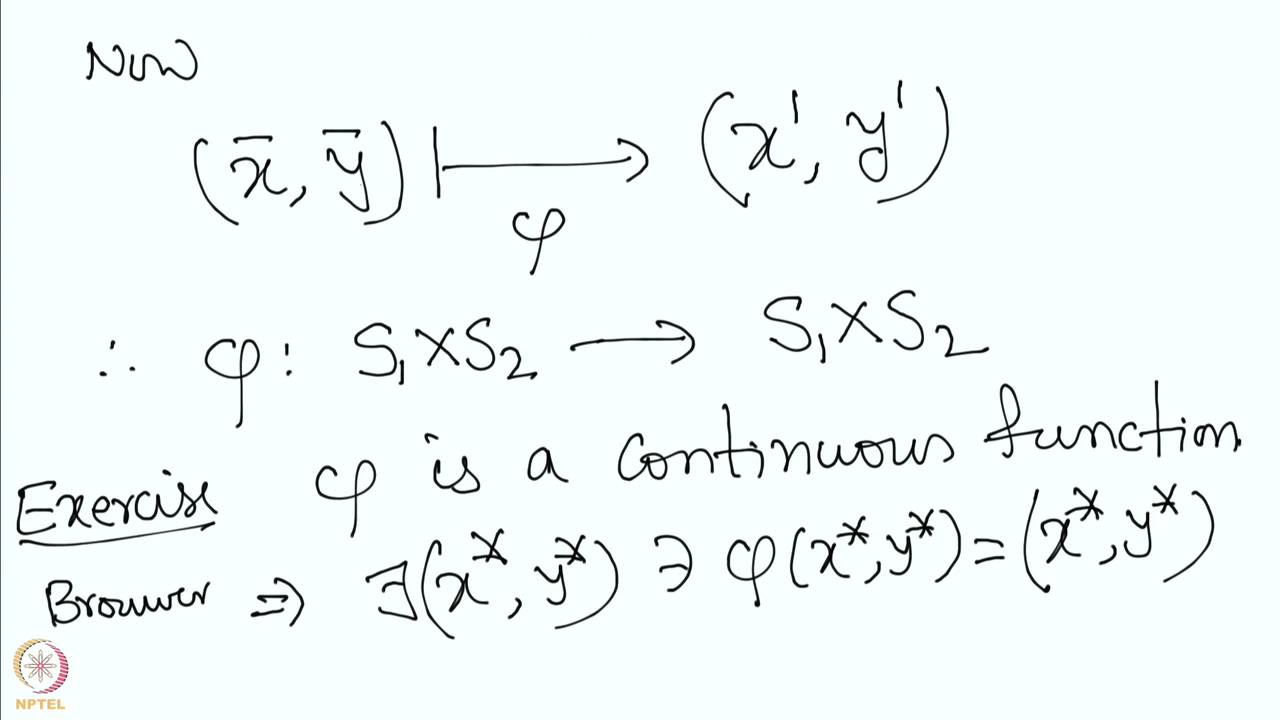 Now
(x̄, ȳ) ⟼ (x', y')
φ
∴ φ: S₁×S₂ ⟶ S₁×S₂
Exercise φ is a continuous function.
Brouwer ⇒ ∃(x*, y*) ∋ φ(x*, y*) = (x*, y*)
NPTEL